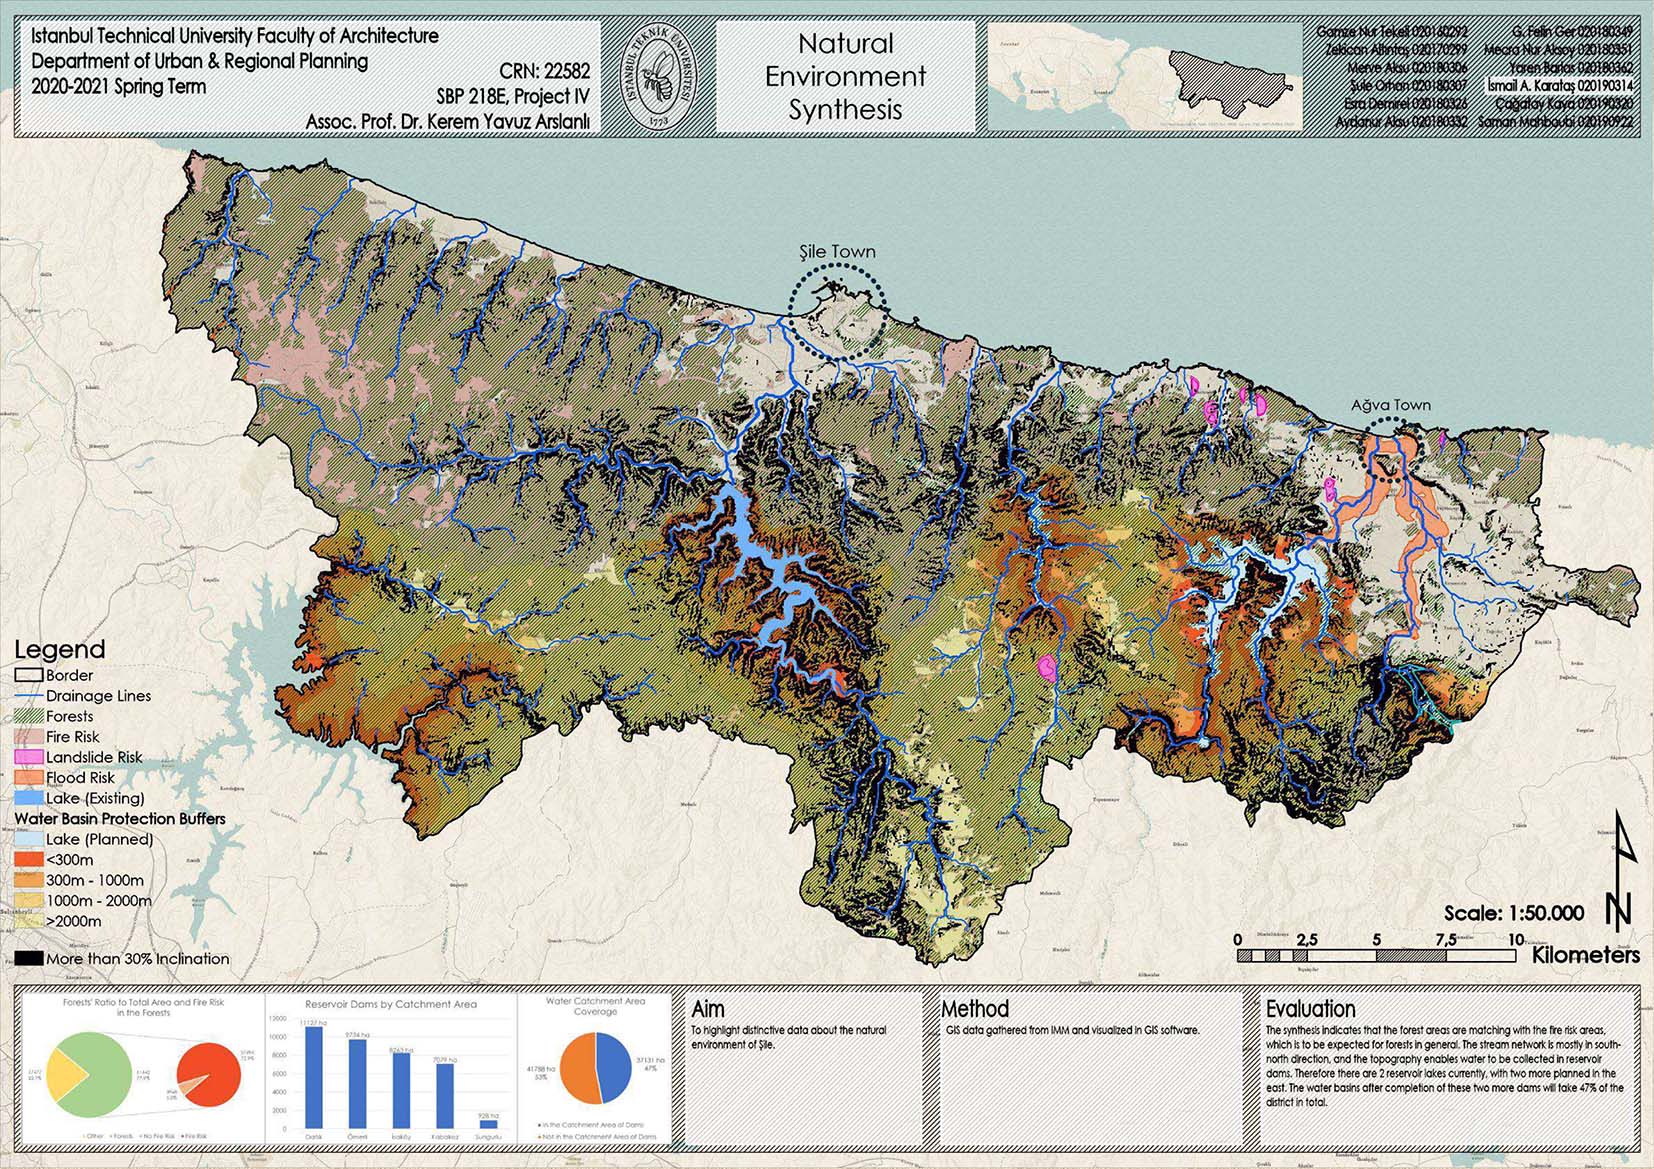 Istanbul Technical University Faculty of Architecture
Department of Urban & Regional Planning
2020-2021 Spring Term
CRN: 22582
SBP 218E, Project IV
Assoc. Prof. Dr. Kerem Yavuz Arslanlı
ISTANBUL TEKNİK ÜNİVERSİTESİ
1773
Natural
Environment
Synthesis
Gamze Nur Tekeli 020160292
Zekican Altıntaş 020170299
Merve Aksu 020180306
Şule Orhan 020180307
Esra Demirel 020180326
Aydanur Aksu 020180332
G. Pelin Ger 020180349
Nur Aksoy 020180351
Yaren Barlas 020180362
İsmail A. Karataş 020190314
Çağatay Kaya 020190320
Saman Mahboubi 020190922
Şile Town
Ağva Town
Legend
Border
Drainage Lines
Forests
Fire Risk
Landslide Risk
Flood Risk
Lake (Existing)
Water Basin Protection Buffers
Lake (Planned)
<300m
300m - 1000m
1000m - 2000m
>2000m
More than 30% Inclination
N
Scale: 1:50.000
0 2,5 5 7,5 10
Kilometers
Forests' Ratio to Total Area and Fire Risk
in the Forests
Other Forests No Fire Risk Fire Risk
Reservoir Dams by Catchment Area
12000
10000
8000
6000
4000
2000
0
11127 ha
9734 ha
8263 ha
7079 ha
928 ha
Darlık Ömerli İsaköy Kabakoz Sungurlu
Water Catchment Area
Coverage
41788 ha
53%
37131 ha
47%
In the Catchment Area of Dams
Not in the Catchment Area of Dams
Aim
To highlight distinctive data about the natural
environment of Şile.
Method
GIS data gathered from IMM and visualized in GIS software.
Evaluation
The synthesis indicates that the forest areas are matching with the fire risk areas,
which is to be expected for forests in general. The stream network is mostly in south-
north direction, and the topography enables water to be collected in reservoir
dams. Therefore there are 2 reservoir lakes currently, with two more planned in the
east. The water basins after completion of these two more dams will take 47% of the
district in total.